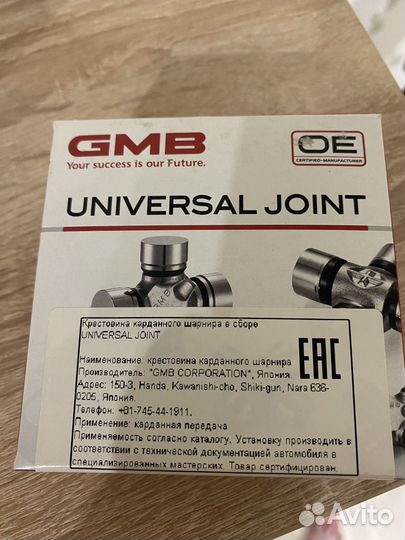 GMB
Your success is our Future.
OE
CERTIFIED-MANUFACTURER
UNIVERSAL JOINT
GMB
Крестовина карданного шарнира в сборе
UNIVERSAL JOINT
Наименование: крестовина карданного шарнира
Производитель: "GMB CORPORATION", Япония.
Адрес: 150-3, Handa, Kawanishi-cho, Shiki-gun, Nara 636-
0205, Япония.
Телефон: +81-745-44-1911.
Применение: карданная передача
Применяемость согласно каталогу. Установку производить в
соответствии с технической документацией автомобиля в
специализированных мастерских. Товар сертифицирован.
EAC
Avito